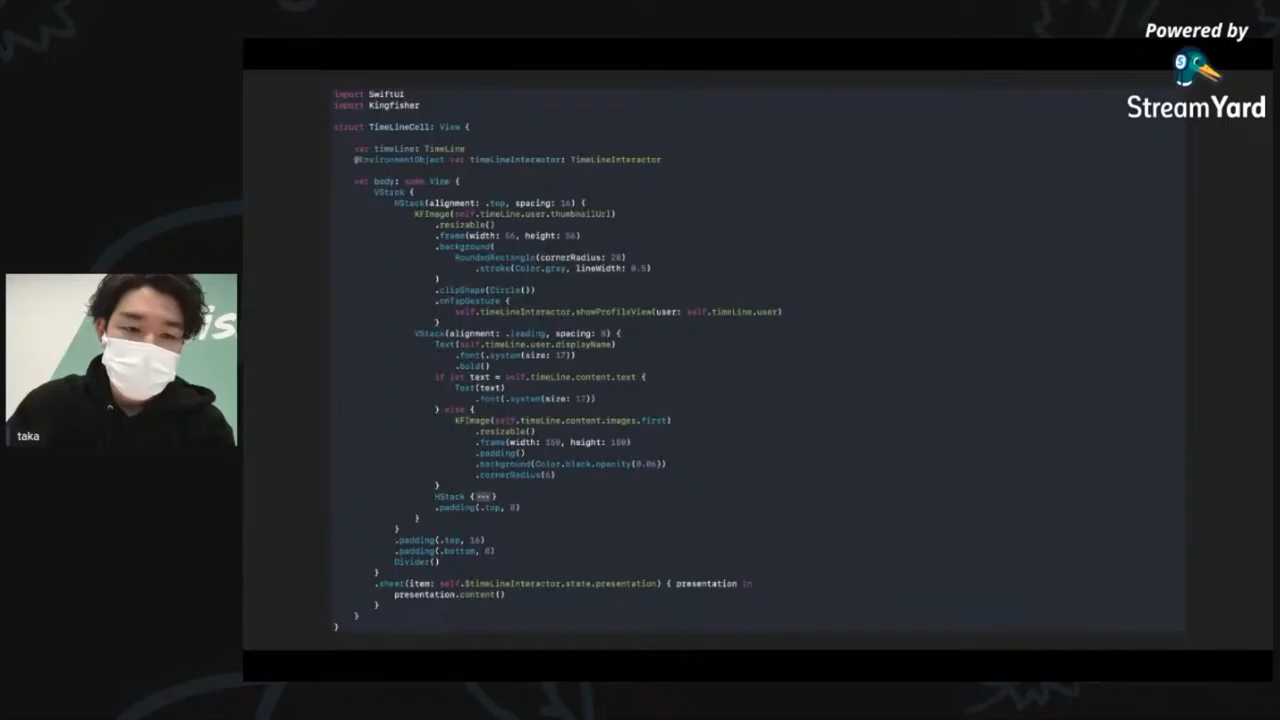 Powered by
StreamYard
import SwiftUI
import Kingfisher
struct TimeLineCell: View {
var timeLine: TimeLine
@EnvironmentObject var timeLineInteractor: TimeLineInteractor
var body: some View {
VStack {
HStack(alignment: .top, spacing: 16) {
KFImage(self.timeLine.user.thumbnailUrl)
.resizable()
.frame(width: 56, height: 56)
.background(
RoundedRectangle(cornerRadius: 28)
.stroke(Color.gray, lineWidth: 0.5)
)
.clipShape(Circle())
.onTapGesture {
self.timeLineInteractor.showProfileView(user: self.timeLine.user)
}
VStack(alignment: .leading, spacing: 8) {
Text(self.timeLine.user.displayName)
.font(.system(size: 17))
.bold()
if let text = self.timeLine.content.text {
Text(text)
.font(.system(size: 17))
} else {
KFImage(self.timeLine.content.images.first)
.resizable()
.frame(width: 150, height: 150)
.padding()
.background(Color.black.opacity(0.06))
.cornerRadius(6)
}
HStack {•••}
.padding(.top, 8)
}
}
.padding(.top, 16)
.padding(.bottom, 8)
Divider()
}
.sheet(item: self.$timeLineInteractor.state.presentation) { presentation in
presentation.content()
}
}
}
is
taka